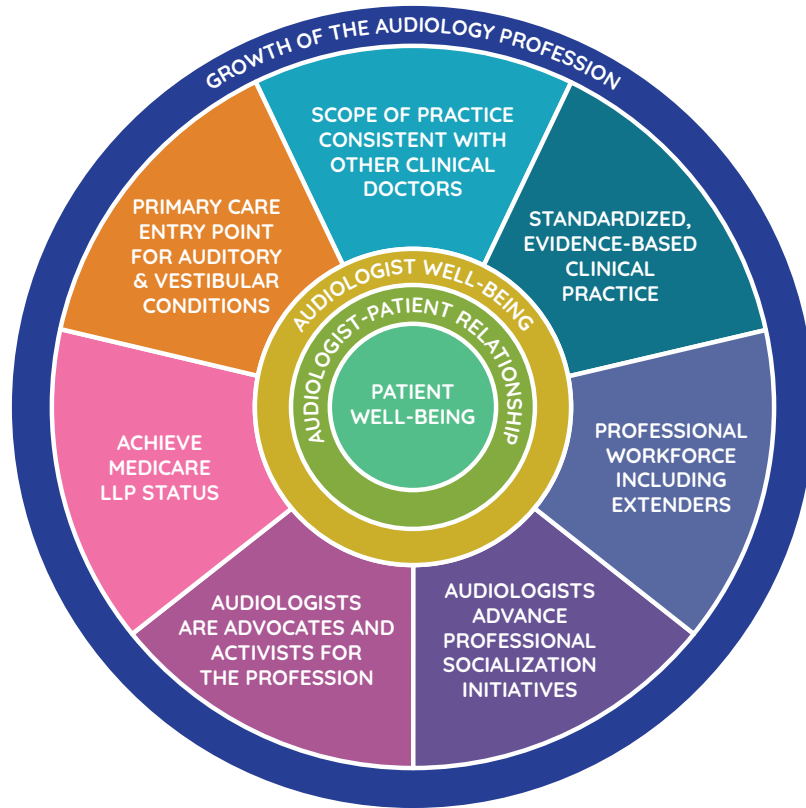 GROWTH OF THE AUDIOLOGY PROFESSION
SCOPE OF PRACTICE
CONSISTENT WITH
OTHER CLINICAL
DOCTORS
STANDARDIZED,
EVIDENCE-BASED
CLINICAL
PRACTICE
PROFESSIONAL
WORKFORCE
INCLUDING
EXTENDERS
AUDIOLOGISTS
ADVANCE
PROFESSIONAL
SOCIALIZATION
INITIATIVES
AUDIOLOGISTS
ARE ADVOCATES AND
ACTIVISTS FOR
THE PROFESSION
ACHIEVE
MEDICARE
LLP STATUS
PRIMARY CARE
ENTRY POINT
FOR AUDITORY
& VESTIBULAR
CONDITIONS
AUDIOLOGIST WELL-BEING
AUDIOLOGIST-PATIENT RELATIONSHIP
PATIENT
WELL-BEING